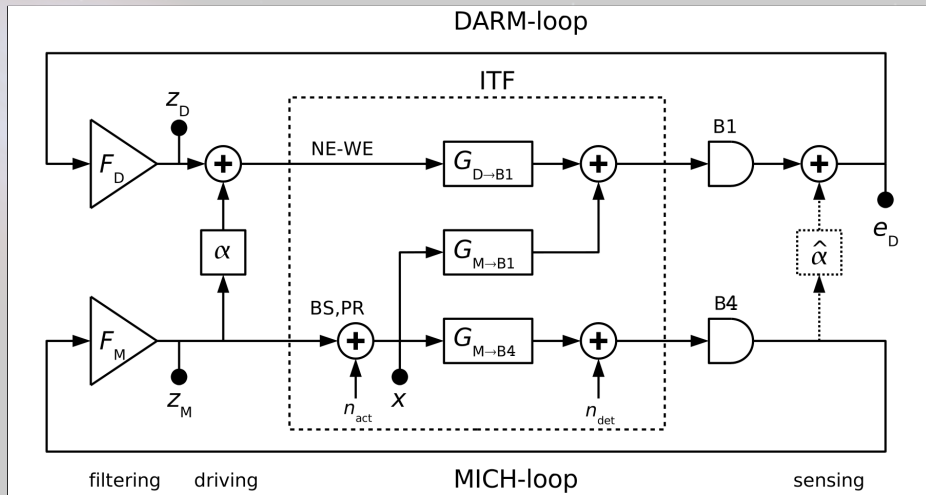 DARM-loop
ITF
z_D
B1
F_D
+
NE-WE
G_D→B1
+
+
e_D
α
G_M→B1
α̂
BS,PR
B4
F_M
+
G_M→B4
+
z_M
n_act
x
n_det
filtering
driving
MICH-loop
sensing